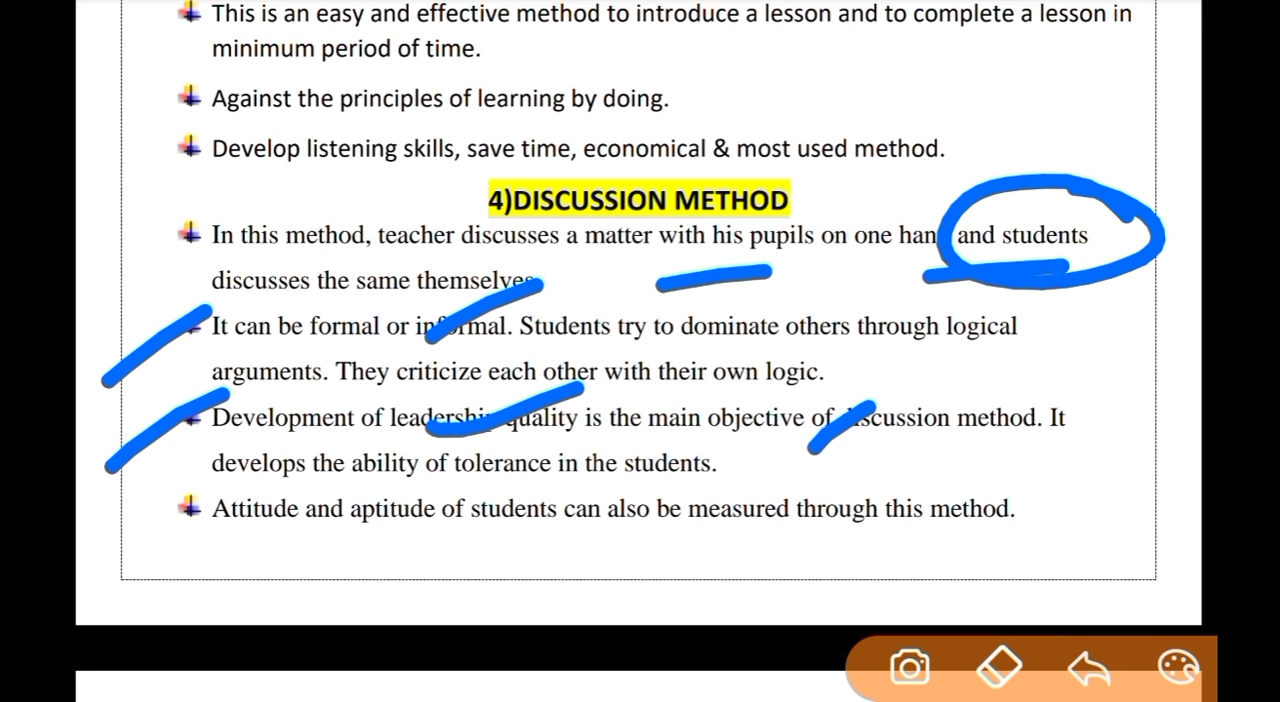 This is an easy and effective method to introduce a lesson and to complete a lesson in
minimum period of time.
Against the principles of learning by doing.
Develop listening skills, save time, economical & most used method.
4)DISCUSSION METHOD
In this method, teacher discusses a matter with his pupils on one han and students
discusses the same themselves
It can be formal or informal. Students try to dominate others through logical
arguments. They criticize each other with their own logic.
Development of leadership quality is the main objective of discussion method. It
develops the ability of tolerance in the students.
Attitude and aptitude of students can also be measured through this method.